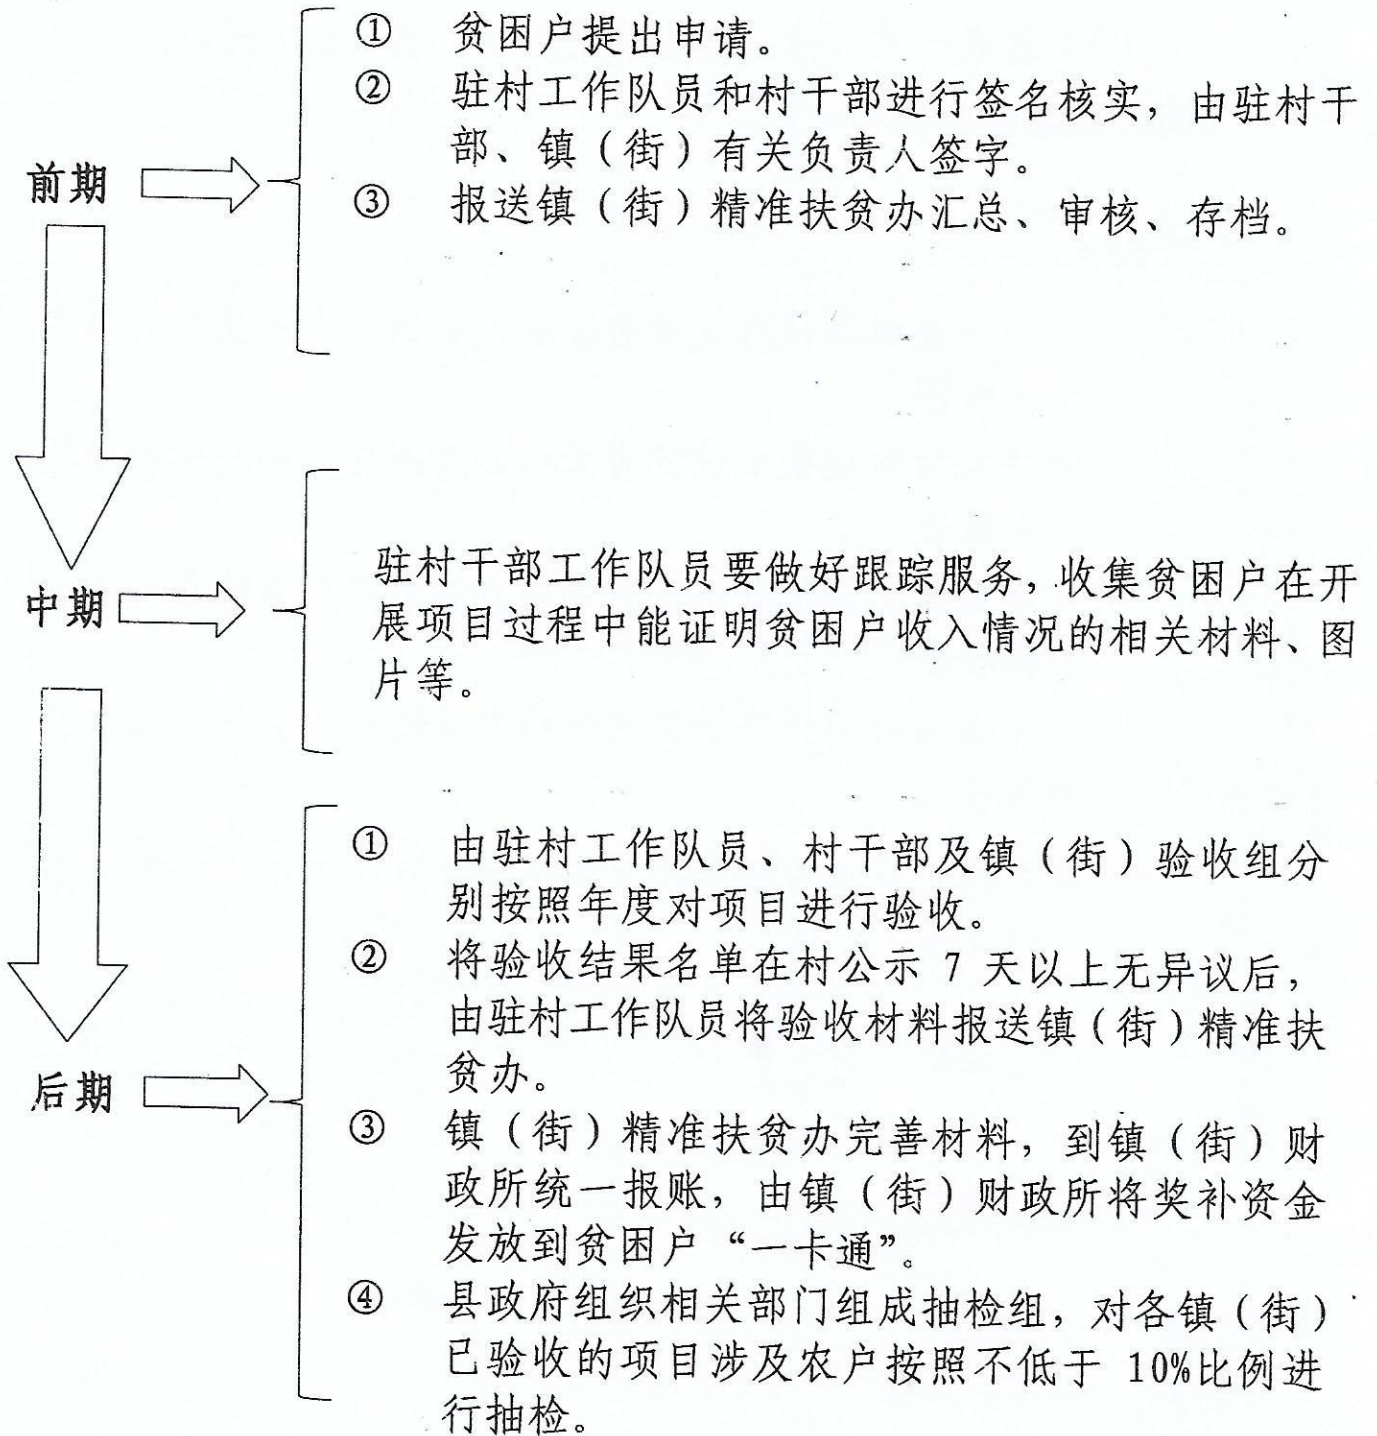 前期
① 贫困户提出申请。
② 驻村工作队员和村干部进行签名核实，由驻村干
部、镇（街）有关负责人签字。
③ 报送镇（街）精准扶贫办汇总、审核、存档。
中期
驻村干部工作队员要做好跟踪服务，收集贫困户在开
展项目过程中能证明贫困户收入情况的相关材料、图
片等。
后期
① 由驻村工作队员、村干部及镇（街）验收组分
别按照年度对项目进行验收。
② 将验收结果名单在村公示 7 天以上无异议后，
由驻村工作队员将验收材料报送镇（街）精准扶
贫办。
③ 镇（街）精准扶贫办完善材料，到镇（街）财
政所统一报账，由镇（街）财政所将奖补资金
发放到贫困户“一卡通”。
④ 县政府组织相关部门组成抽检组，对各镇（街）
已验收的项目涉及农户按照不低于 10%比例进
行抽检。